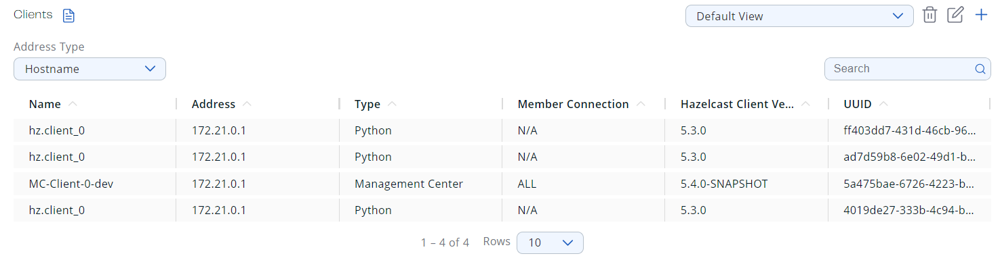 Clients
Default View
Address Type
Hostname
Search
Name Address Type Member Connection Hazelcast Client Ve... UUID
hz.client_0 172.21.0.1 Python N/A 5.3.0 ff403dd7-431d-46cb-96...
hz.client_0 172.21.0.1 Python N/A 5.3.0 ad7d59b8-6e02-49d1-b...
MC-Client-0-dev 172.21.0.1 Management Center ALL 5.4.0-SNAPSHOT 5a475bae-6726-4223-b...
hz.client_0 172.21.0.1 Python N/A 5.3.0 4019de27-333b-4c94-b...
1 – 4 of 4 Rows 10